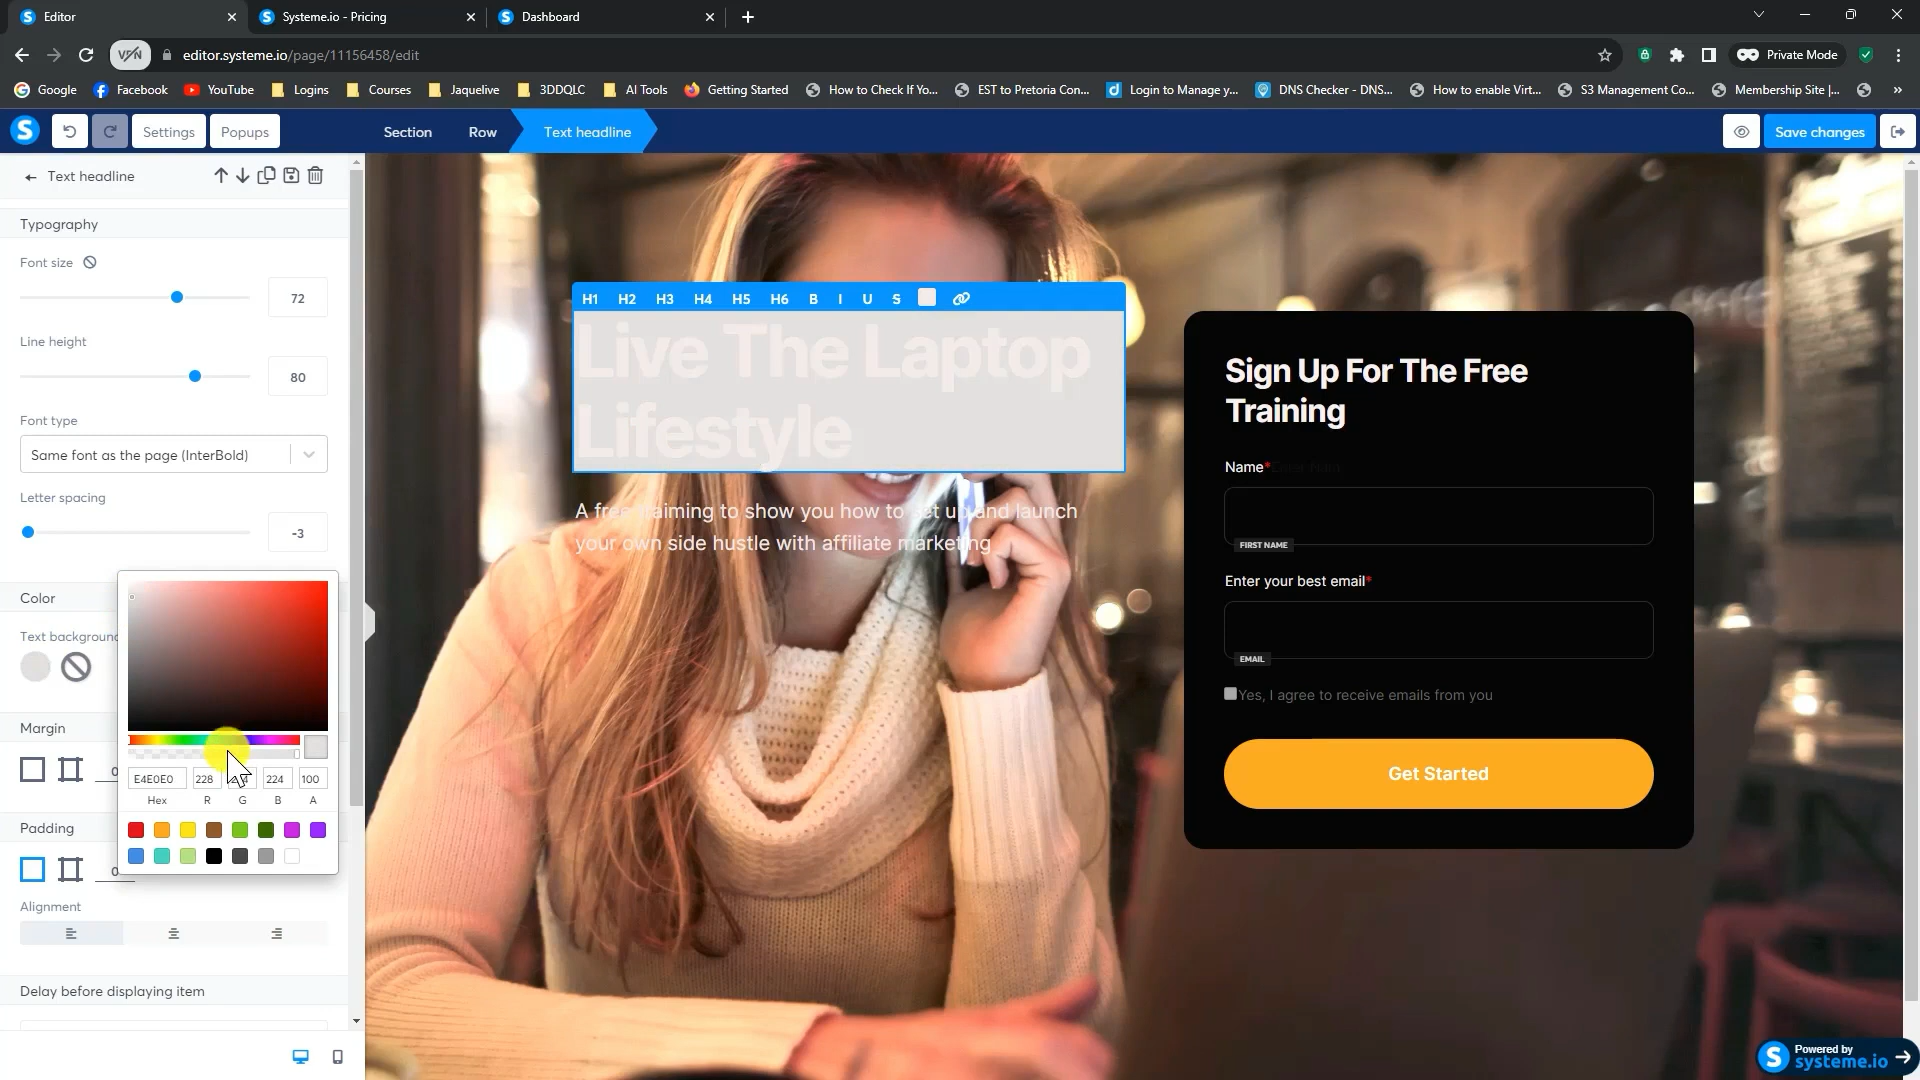 Editor
Systeme.io - Pricing
Dashboard
VPN
editor.systeme.io/page/11156458/edit
Private Mode
Google
Facebook
YouTube
Logins
Courses
Jaquelive
3DDQLC
AI Tools
Getting Started
How to Check If Yo...
EST to Pretoria Con...
Login to Manage y...
DNS Checker - DNS...
How to enable Virt...
S3 Management Co...
Membership Site |...
Settings
Popups
Section
Row
Text headline
Save changes
Text headline
Typography
Font size
72
Line height
80
Font type
Same font as the page (InterBold)
Letter spacing
-3
Color
Text backgroun
Margin
0
E4E0E0
228
224
100
Hex
R
G
B
A
Padding
0
Alignment
Delay before displaying item
H1 H2 H3 H4 H5 H6 B I U S
Live The Laptop
Lifestyle
A free traiming to show you how to set up and launch
your own side hustle with affiliate marketing
Sign Up For The Free
Training
Name*
FIRST NAME
Enter your best email*
EMAIL
Yes, I agree to receive emails from you
Get Started
Powered by
systeme.io